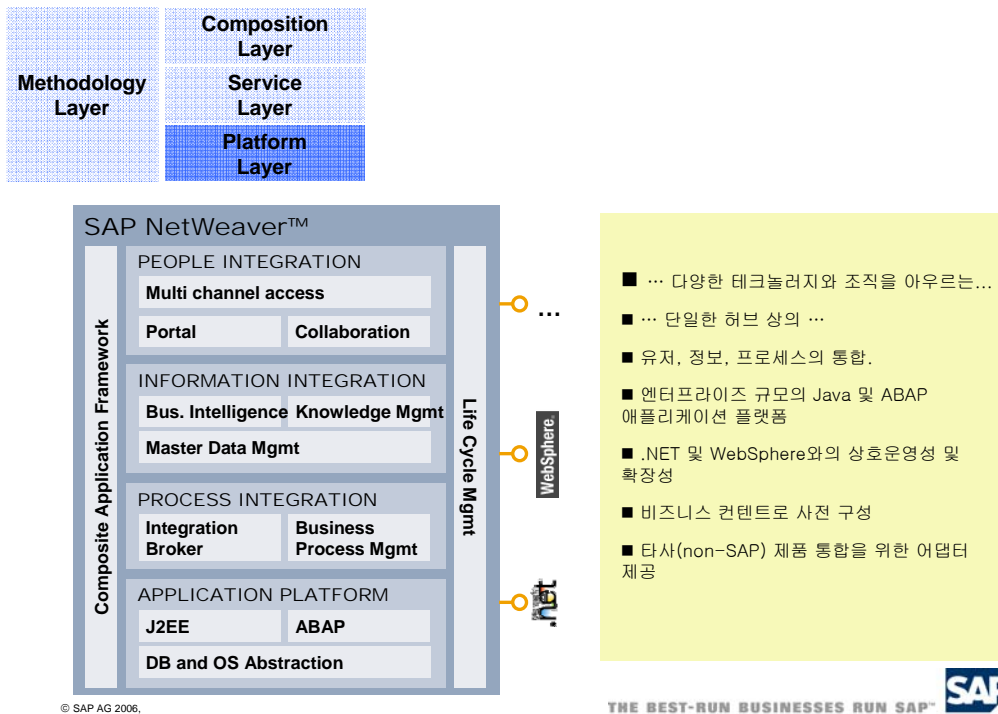 Composition
Layer
Methodology
Layer
Service
Layer
Platform
Layer
SAP NetWeaver™
Composite Application Framework
PEOPLE INTEGRATION
Multi channel access
Portal
Collaboration
INFORMATION INTEGRATION
Bus. Intelligence
Knowledge Mgmt
Master Data Mgmt
PROCESS INTEGRATION
Integration
Broker
Business
Process Mgmt
APPLICATION PLATFORM
J2EE
ABAP
DB and OS Abstraction
Life Cycle Mgmt
...
WebSphere.
.net
■ … 다양한 테크놀러지와 조직을 아우르는...
■ … 단일한 허브 상의 …
■ 유저, 정보, 프로세스의 통합.
■ 엔터프라이즈 규모의 Java 및 ABAP
애플리케이션 플랫폼
■ .NET 및 WebSphere와의 상호운영성 및
확장성
■ 비즈니스 컨텐트로 사전 구성
■ 타사(non-SAP) 제품 통합을 위한 어댑터
제공
© SAP AG 2006,
THE BEST-RUN BUSINESSES RUN SAP™
SAP